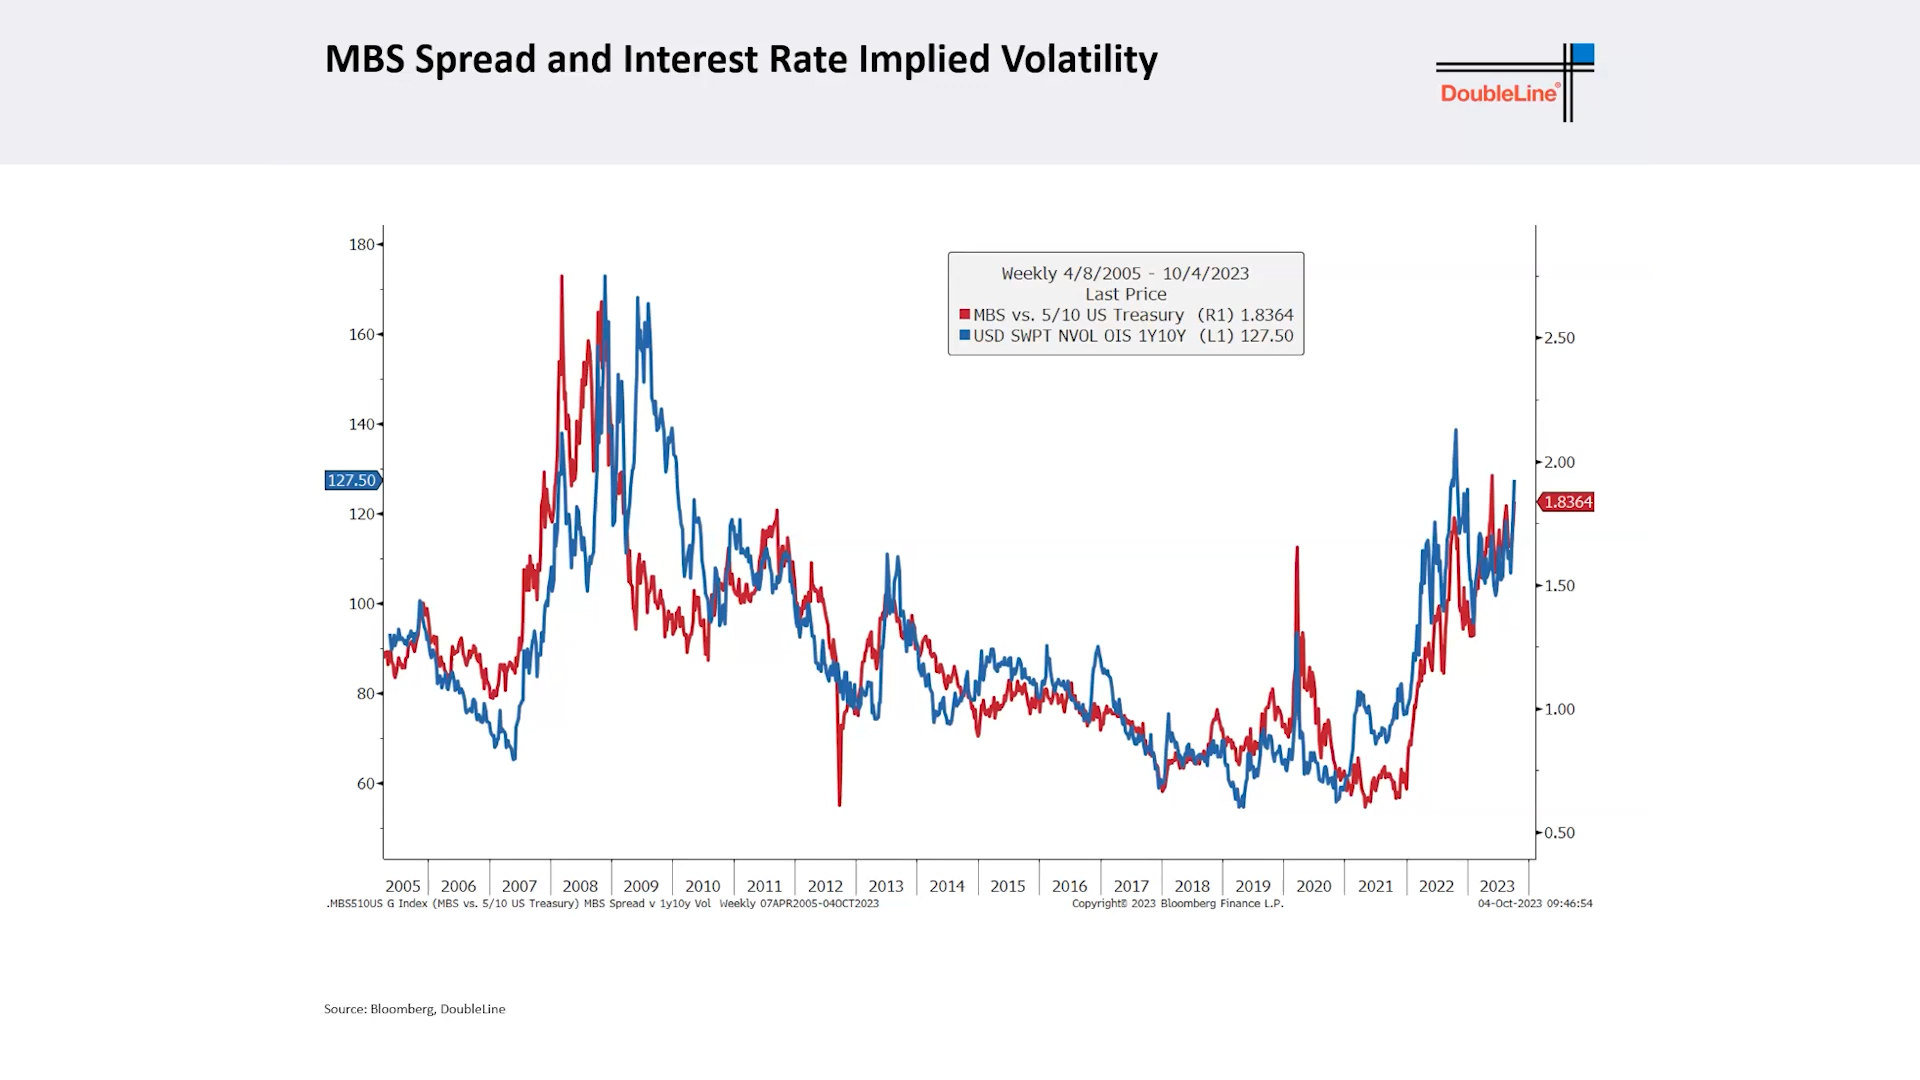 MBS Spread and Interest Rate Implied Volatility
DoubleLine®
180
160
140
120
100
80
60
127.50
Weekly 4/8/2005 - 10/4/2023
Last Price
MBS vs. 5/10 US Treasury (R1) 1.8364
USD SWPT NVOL OIS 1Y10Y (L1) 127.50
2.50
2.00
1.8364
1.50
1.00
0.50
2005 2006 2007 2008 2009 2010 2011 2012 2013 2014 2015 2016 2017 2018 2019 2020 2021 2022 2023
.MBS510US G Index (MBS vs. 5/10 US Treasury) MBS Spread v 1y10y Vol Weekly 07APR2005-04OCT2023 Copyright© 2023 Bloomberg Finance L.P. 04-Oct-2023 09:46:54
Source: Bloomberg, DoubleLine